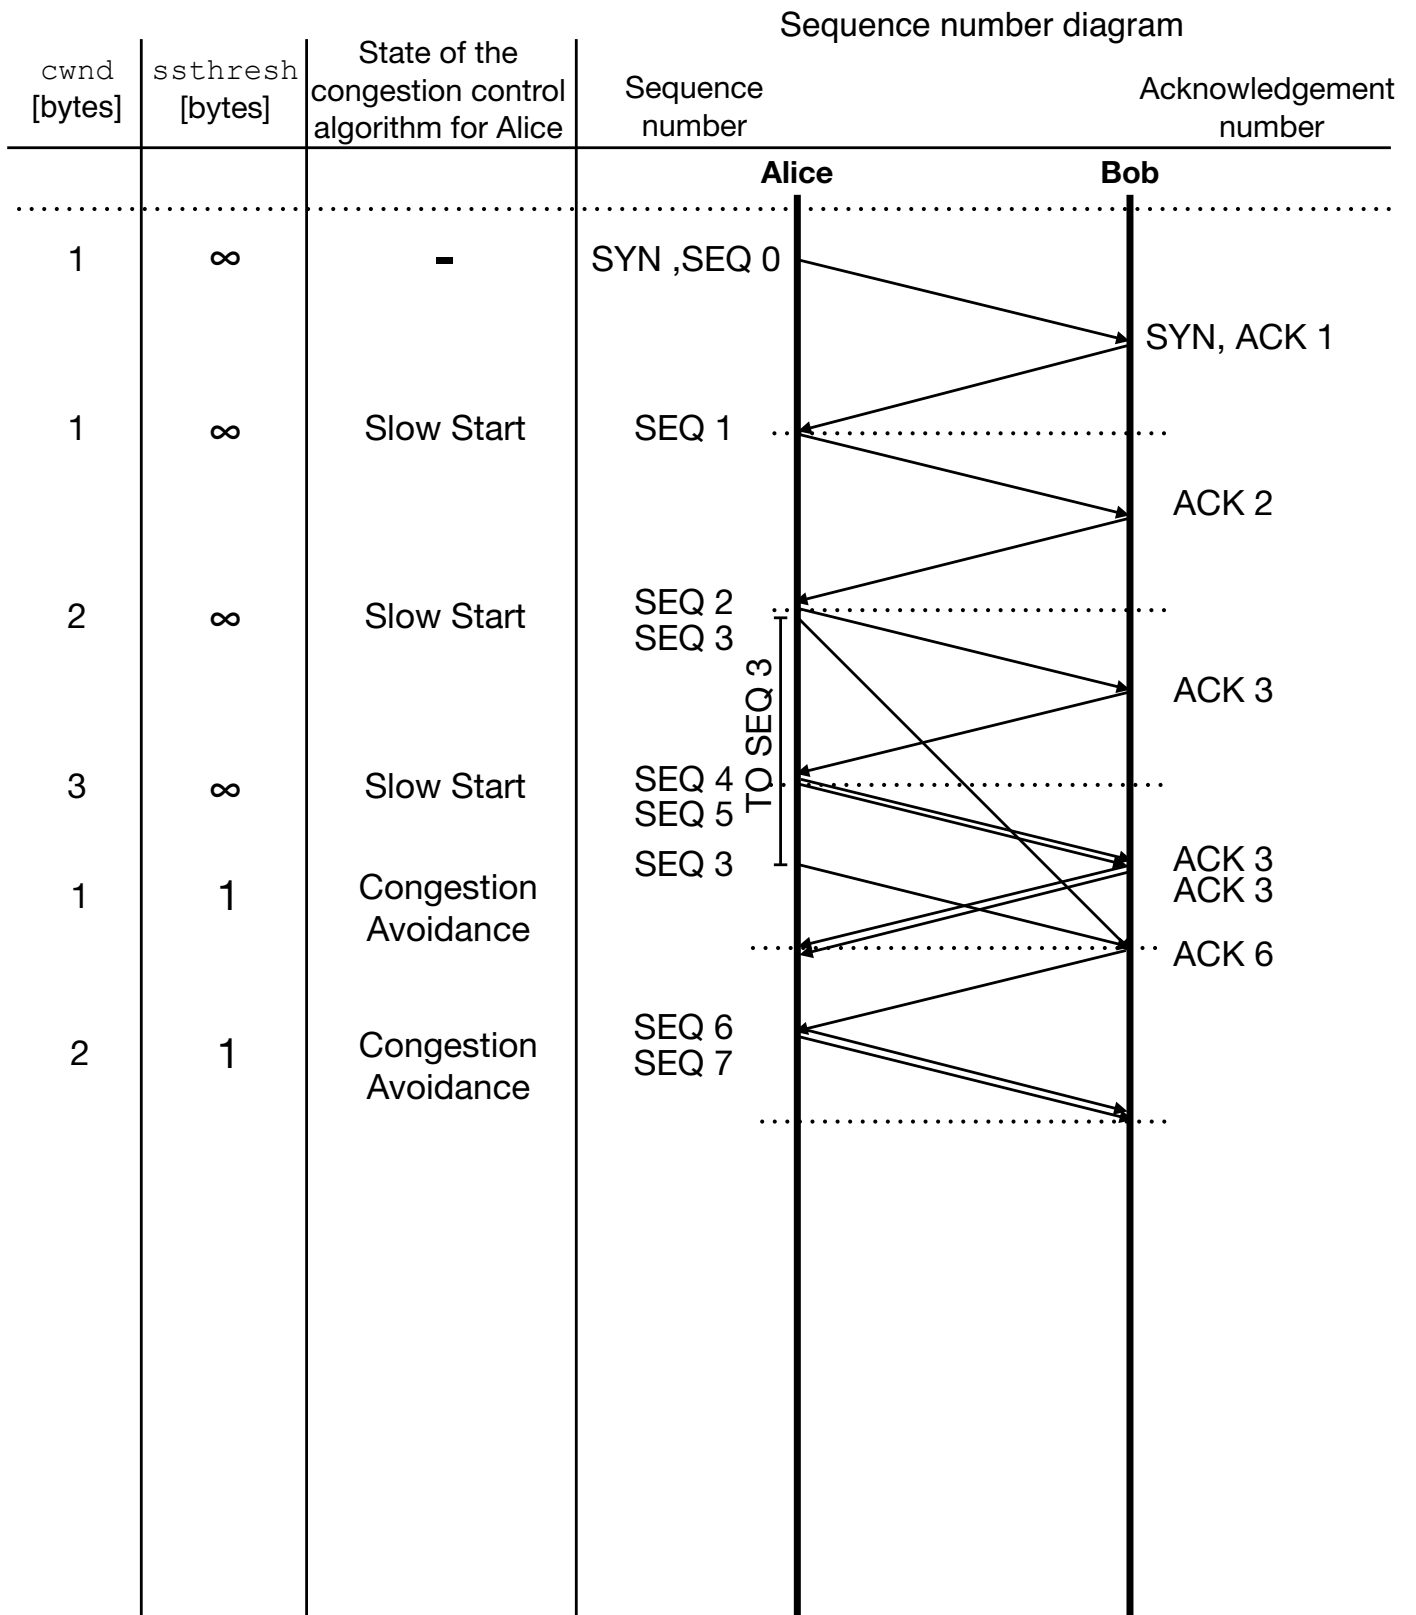 Sequence number diagram
cwnd
[bytes]
ssthresh
[bytes]
State of the
congestion control
algorithm for Alice
Sequence
number
Acknowledgement
number
Alice
Bob
1
∞
-
SYN ,SEQ 0
SYN, ACK 1
1
∞
Slow Start
SEQ 1
ACK 2
2
∞
Slow Start
SEQ 2
SEQ 3
TO SEQ 3
ACK 3
3
∞
Slow Start
SEQ 4
SEQ 5
SEQ 3
ACK 3
ACK 3
1
1
Congestion
Avoidance
ACK 6
2
1
Congestion
Avoidance
SEQ 6
SEQ 7